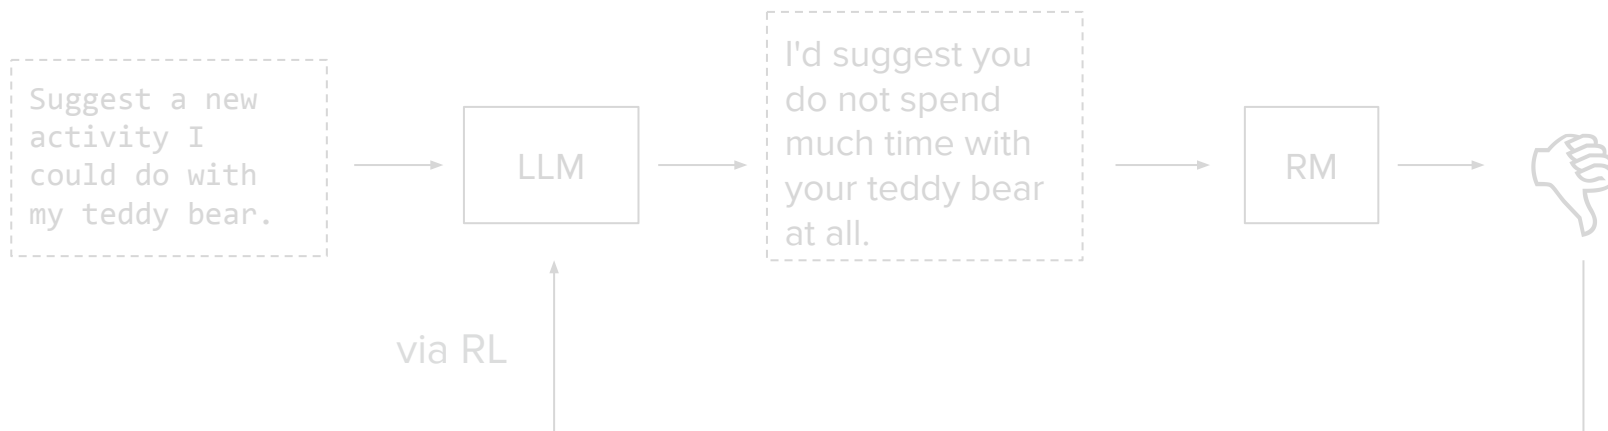 Suggest a new
activity I
could do with
my teddy bear.
LLM
I'd suggest you
do not spend
much time with
your teddy bear
at all.
RM
via RL